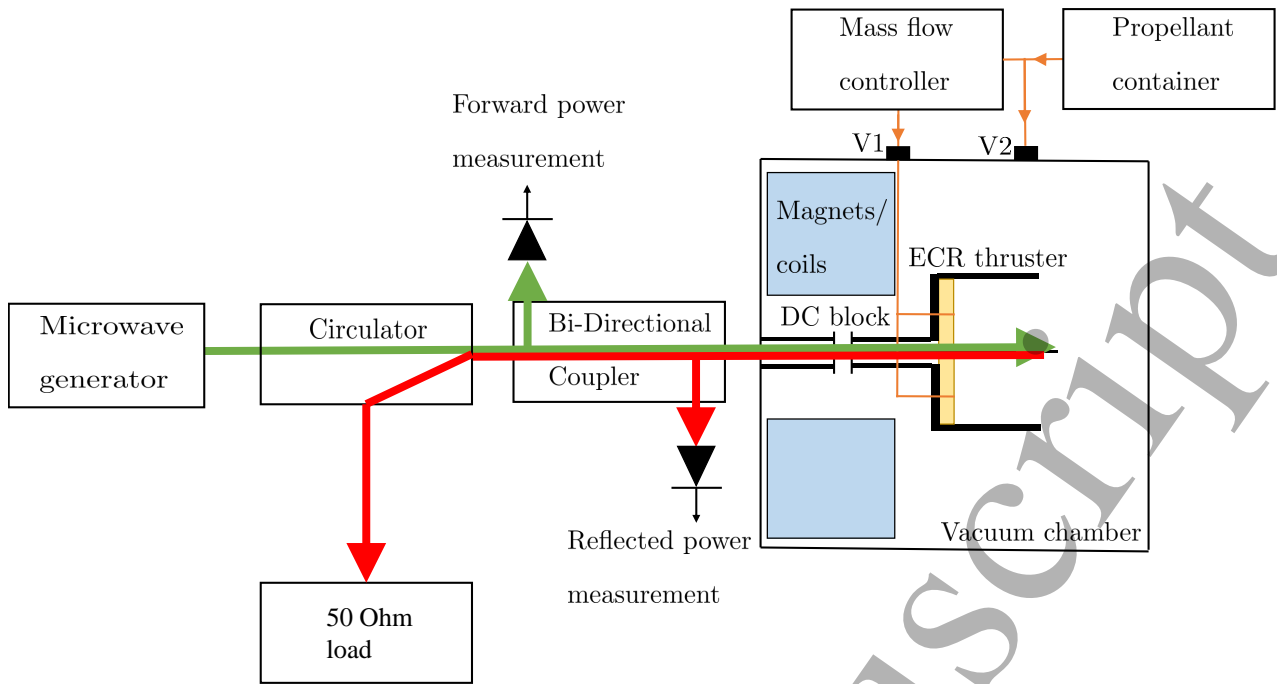 Mass flow
controller
Propellant
container
Forward power
measurement
V1
V2
Magnets/
coils
ECR thruster
DC block
Microwave
generator
Circulator
Bi-Directional
Coupler
Vacuum chamber
Reflected power
measurement
50 Ohm
load
uscript